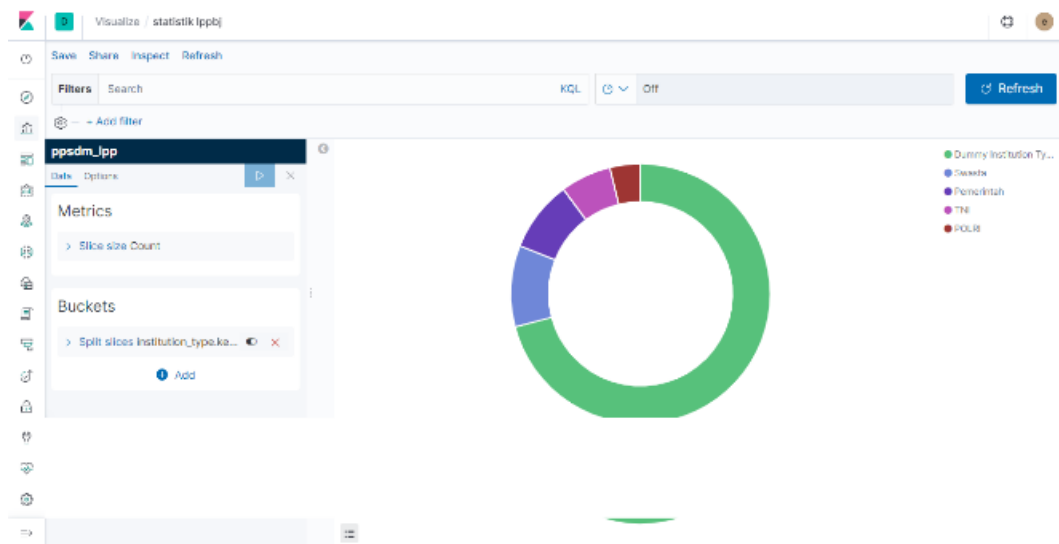 D Visualize / statistik lppbj e
Save Share Inspect Refresh
Filters Search KQL Off Refresh
+ Add filter
ppsdm_lpp
Data Options
Metrics
> Slice size Count
Buckets
> Split slices institution_type.ke...
Add
Dummy Institution Ty...
Swasta
Pemerintah
TNI
POLRI